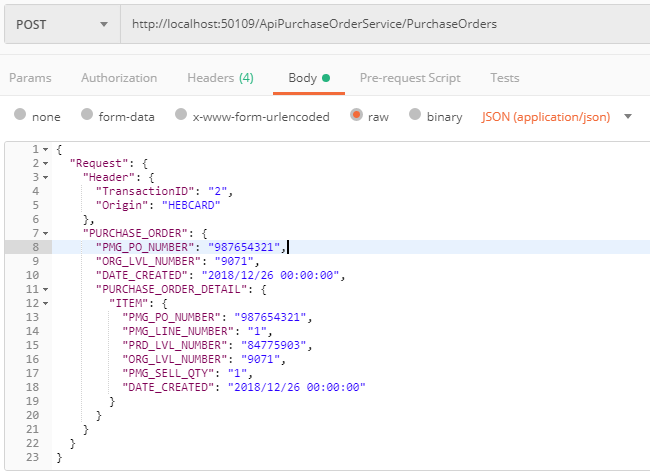 POST http://localhost:50109/ApiPurchaseOrderService/PurchaseOrders
Params Authorization Headers (4) Body Pre-request Script Tests
none form-data x-www-form-urlencoded raw binary JSON (application/json)
1 {
2 "Request": {
3 "Header": {
4 "TransactionID": "2",
5 "Origin": "HEBCARD"
6 },
7 "PURCHASE_ORDER": {
8 "PMG_PO_NUMBER": "987654321",
9 "ORG_LVL_NUMBER": "9071",
10 "DATE_CREATED": "2018/12/26 00:00:00",
11 "PURCHASE_ORDER_DETAIL": {
12 "ITEM": {
13 "PMG_PO_NUMBER": "987654321",
14 "PMG_LINE_NUMBER": "1",
15 "PRD_LVL_NUMBER": "84775903",
16 "ORG_LVL_NUMBER": "9071",
17 "PMG_SELL_QTY": "1",
18 "DATE_CREATED": "2018/12/26 00:00:00"
19 }
20 }
21 }
22 }
23 }